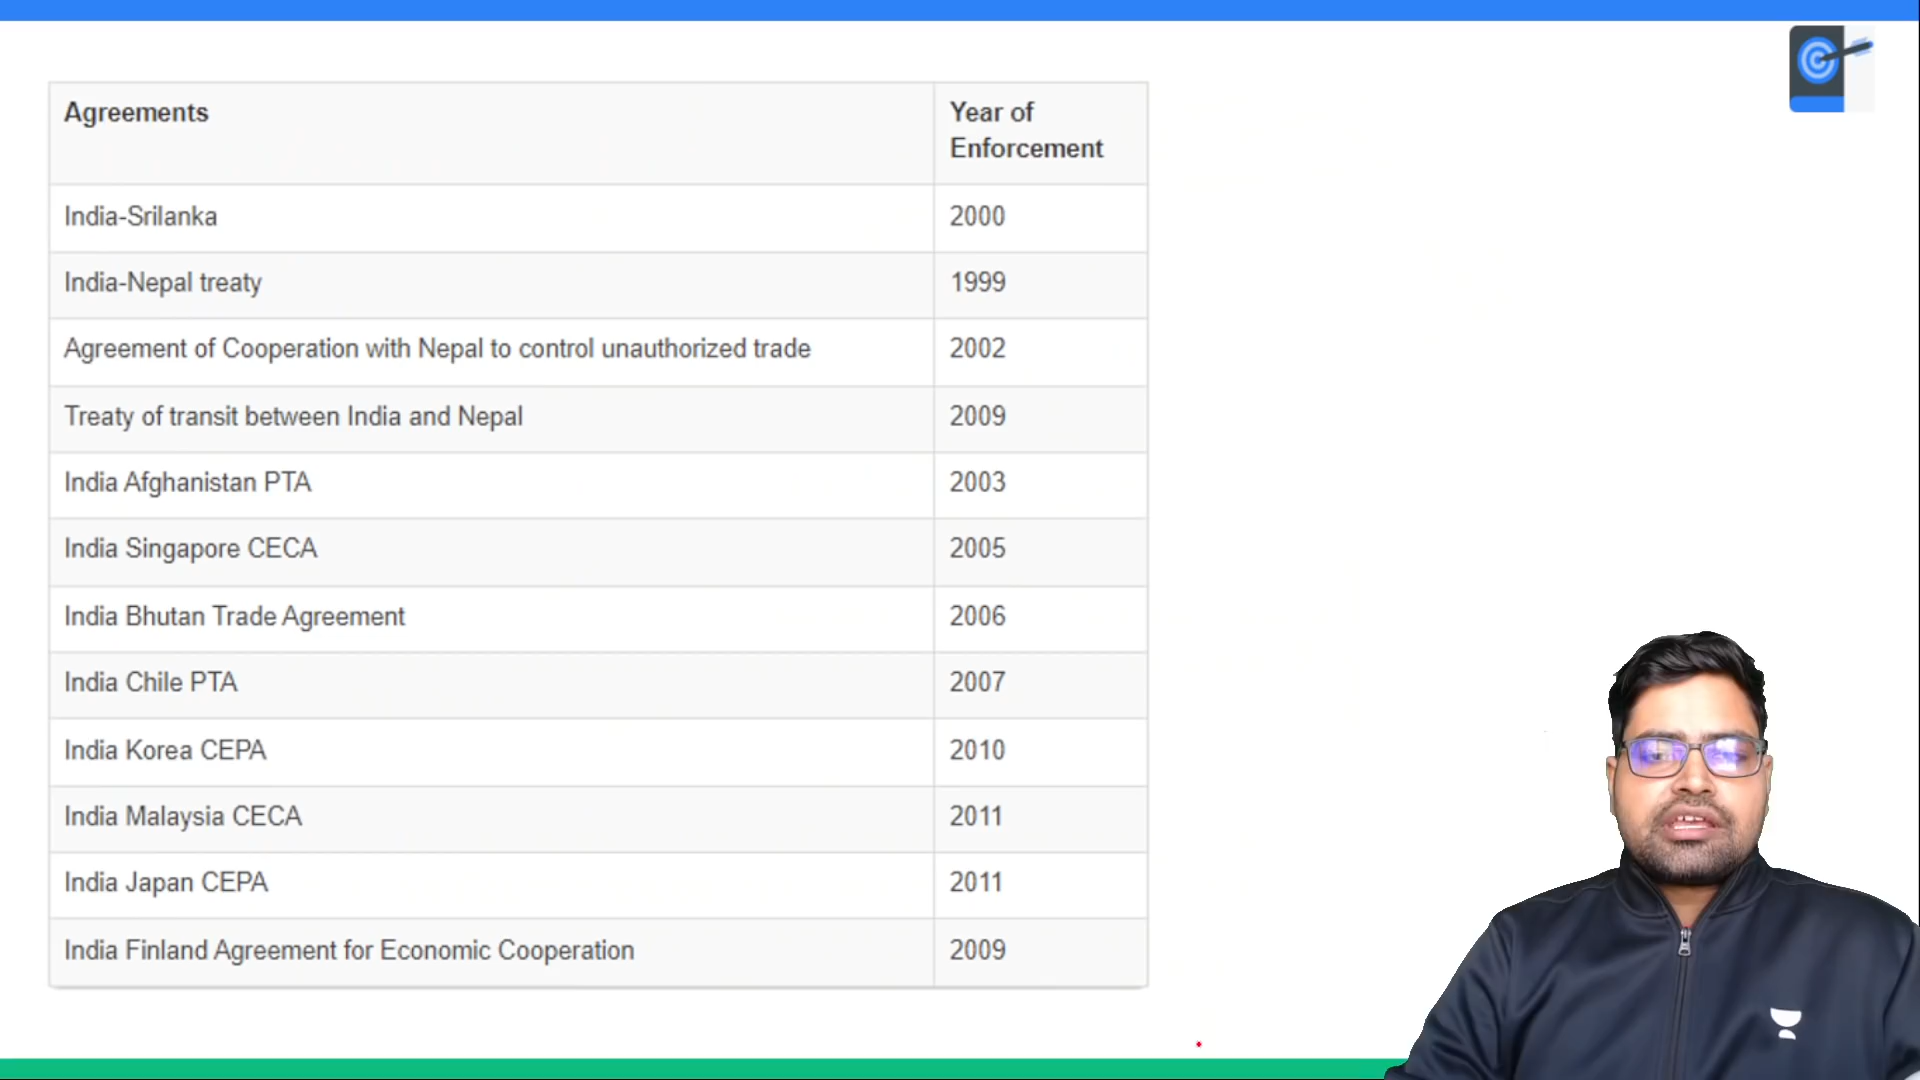 Agreements
Year of
Enforcement
India-Srilanka
2000
India-Nepal treaty
1999
Agreement of Cooperation with Nepal to control unauthorized trade
2002
Treaty of transit between India and Nepal
2009
India Afghanistan PTA
2003
India Singapore CECA
2005
India Bhutan Trade Agreement
2006
India Chile PTA
2007
India Korea CEPA
2010
India Malaysia CECA
2011
India Japan CEPA
2011
India Finland Agreement for Economic Cooperation
2009